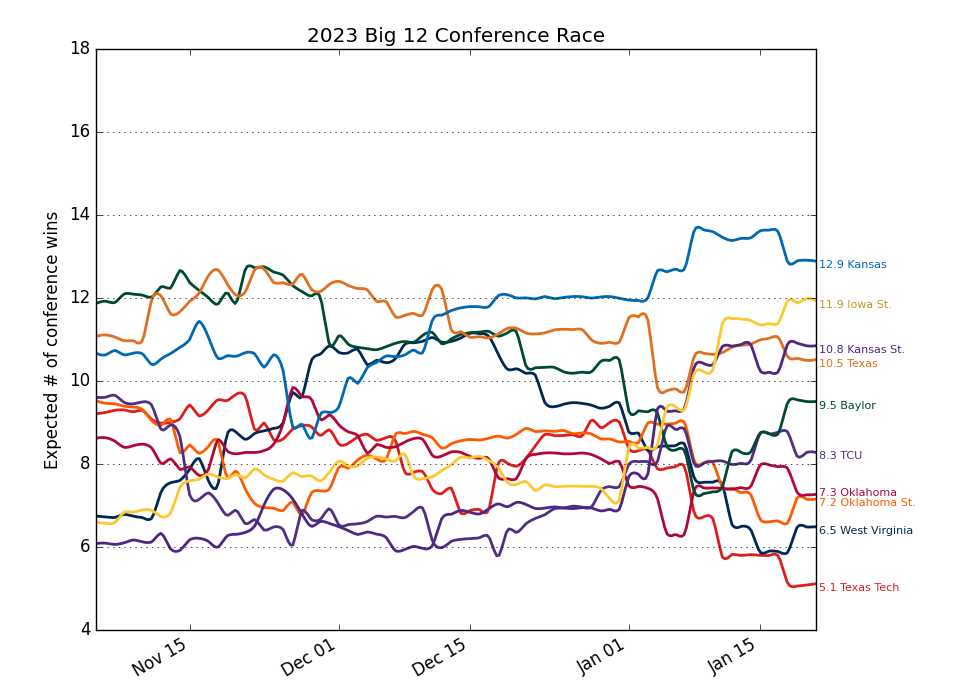 2023 Big 12 Conference Race
Expected # of conference wins
18
16
14
12
10
8
6
4
Nov 15
Dec 01
Dec 15
Jan 01
Jan 15
12.9 Kansas
11.9 Iowa St.
10.8 Kansas St.
10.5 Texas
9.5 Baylor
8.3 TCU
7.3 Oklahoma
7.2 Oklahoma St.
6.5 West Virginia
5.1 Texas Tech